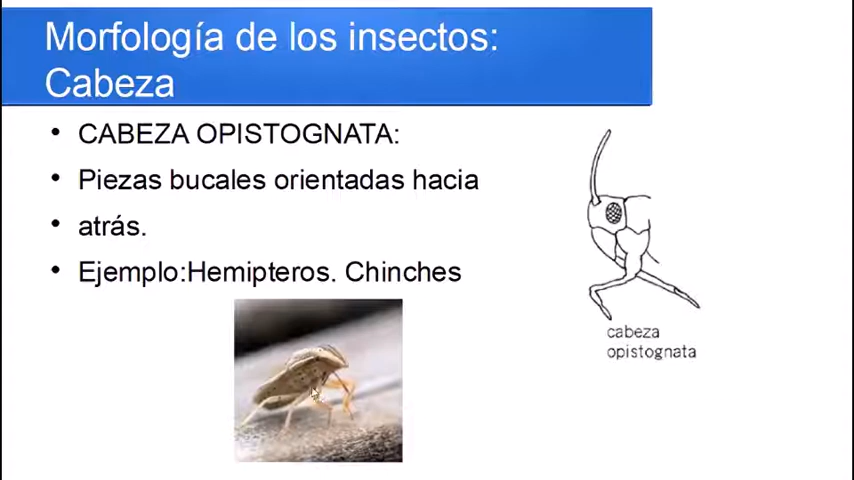 Morfología de los insectos:
Cabeza
• CABEZA OPISTOGNATA:
• Piezas bucales orientadas hacia
• atrás.
• Ejemplo:Hemipteros. Chinches
cabeza
opistognata